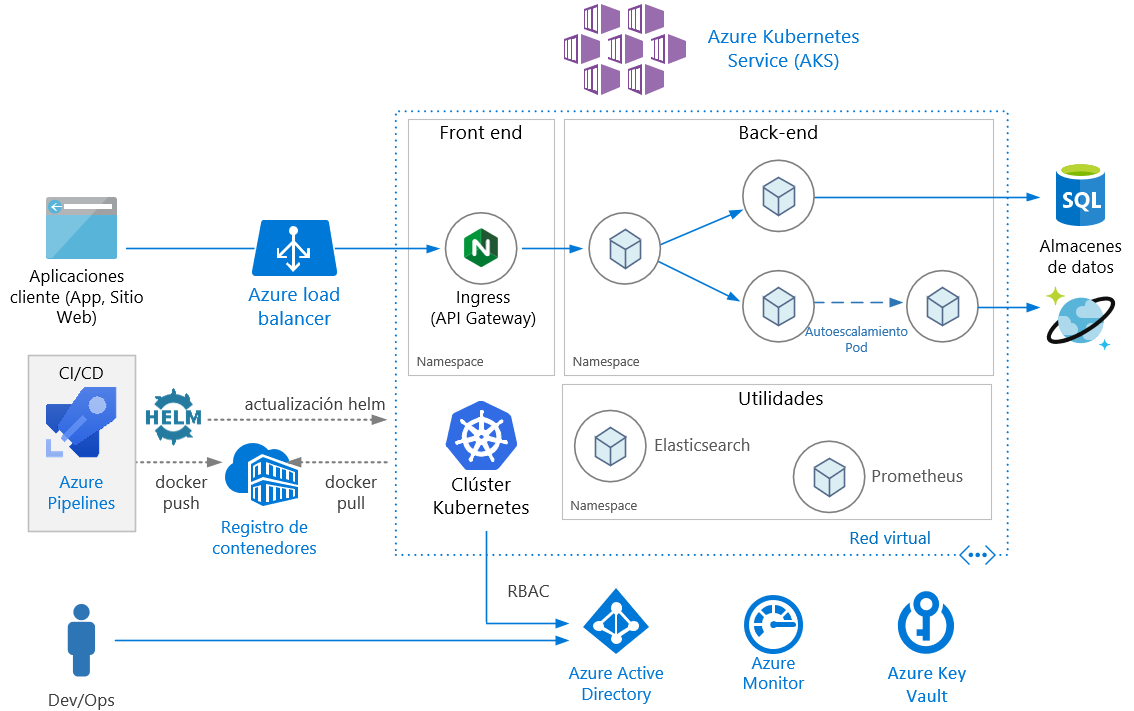 Azure Kubernetes
Service (AKS)
Front end
Back-end
SQL
Aplicaciones
cliente (App, Sitio
Web)
Azure load
balancer
N
Ingress
(API Gateway)
Almacenes
de datos
Autoescalamiento
Pod
Namespace
Namespace
CI/CD
HELM
actualización helm
Azure
Pipelines
docker
push
docker
pull
Registro de
contenedores
Clúster
Kubernetes
Utilidades
Elasticsearch
Prometheus
Namespace
Red virtual
RBAC
Dev/Ops
Azure Active
Directory
Azure
Monitor
Azure Key
Vault